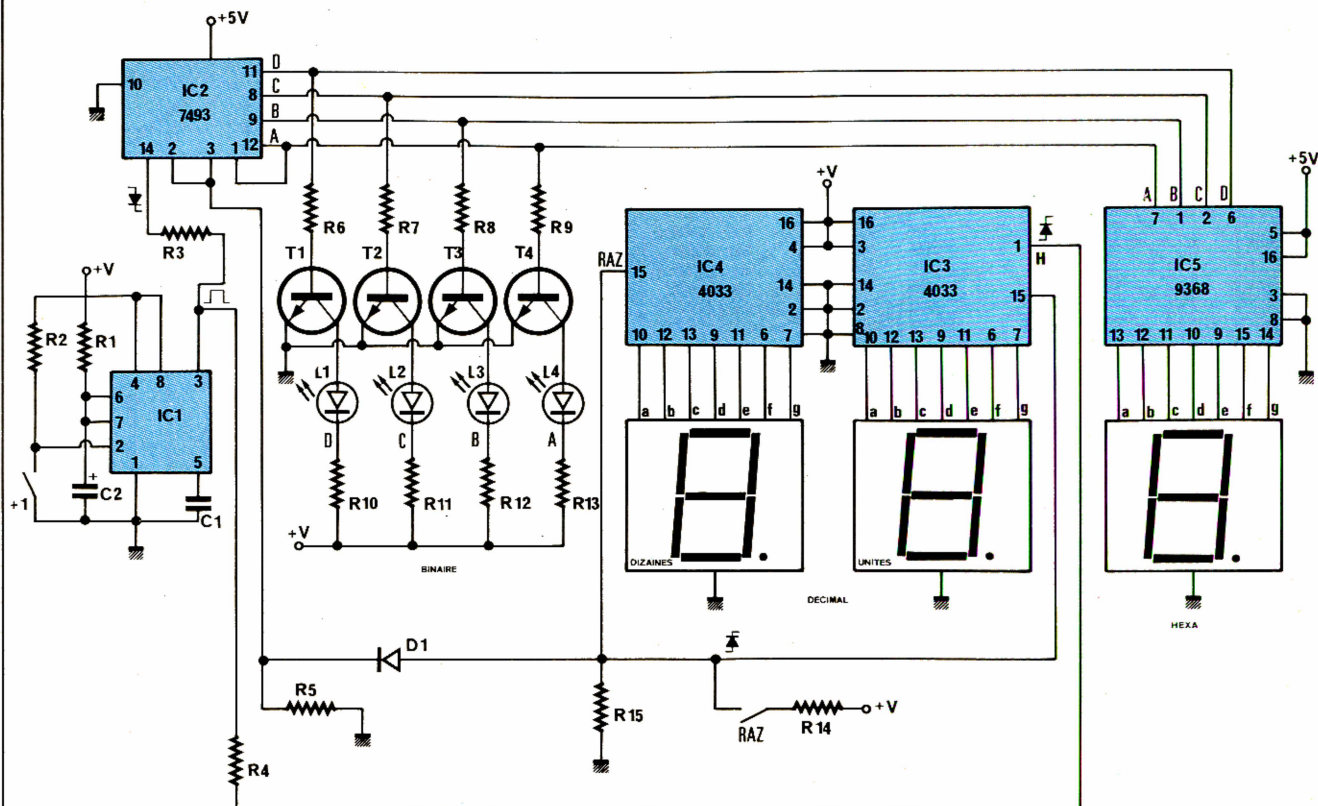 +5V
10
IC2
7493
11
D
8
C
9
B
12
A
14
2
3
1
R3
+V
R2
R1
4
8
3
6
7
2
IC1
1
5
+1
C2
+
C1
R4
R6
R7
R8
R9
T1
T2
T3
T4
L1
L2
L3
L4
D
C
B
A
R10
R11
R12
R13
+V
BINAIRE
+V
RAZ
15
IC4
4033
16
4
14
2
10
12
13
9
11
6
7
a
b
c
d
e
f
g
DIZAINES
16
3
14
2
8
IC3
4033
1
H
15
10
12
13
9
11
6
7
a
b
c
d
e
f
g
UNITES
DECIMAL
A
B
C
D
7
1
2
6
IC5
9368
+5V
5
16
3
8
13
12
11
10
9
15
14
a
b
c
d
e
f
g
HEXA
D1
R5
R15
RAZ
R14
+V